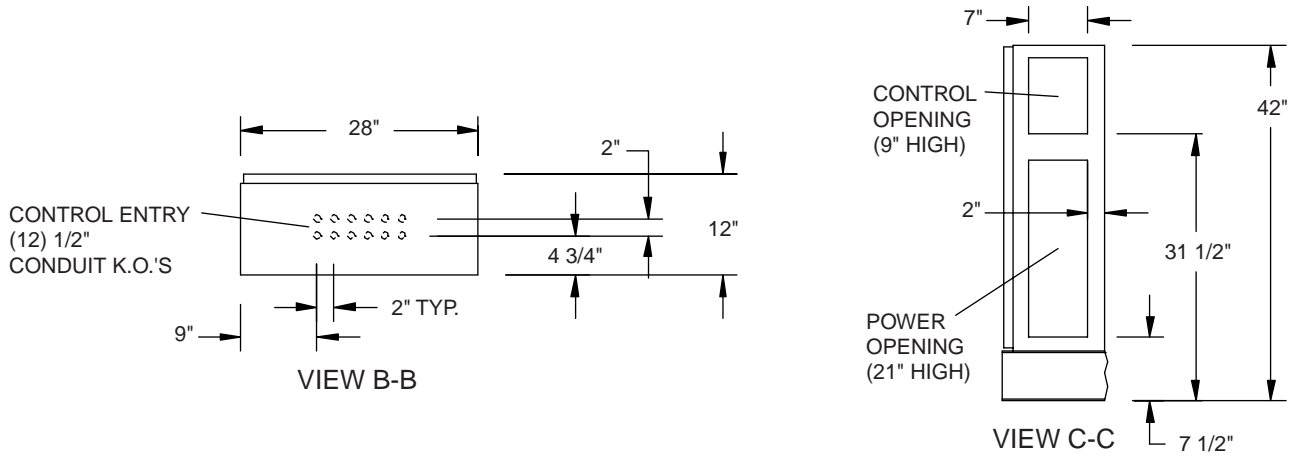 28"
2"
CONTROL ENTRY
(12) 1/2"
CONDUIT K.O.'S
12"
4 3/4"
2" TYP.
9"
VIEW B-B
7"
CONTROL
OPENING
(9" HIGH)
42"
2"
31 1/2"
POWER
OPENING
(21" HIGH)
VIEW C-C
7 1/2"